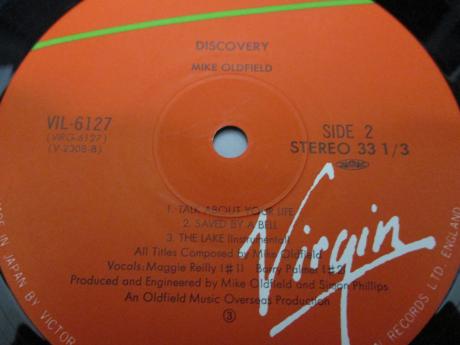 DISCOVERY
MIKE OLDFIELD
VIL-6127
(VIRG-6127)
(V-2308-B)
SIDE 2
STEREO 33 1/3
1. TALK ABOUT YOUR LIFE
2. SAVED BY A BELL
3. THE LAKE (Instrumental)
All Titles Composed by Mike Oldfield
Vocals: Maggie Reilly (#1) Barry Palmer (#2)
Produced and Engineered by Mike Oldfield and Simon Phillips
An Oldfield Music Overseas Production
③
Virgin
MADE IN JAPAN BY VICTOR
RECORDS LTD. ENGLAND